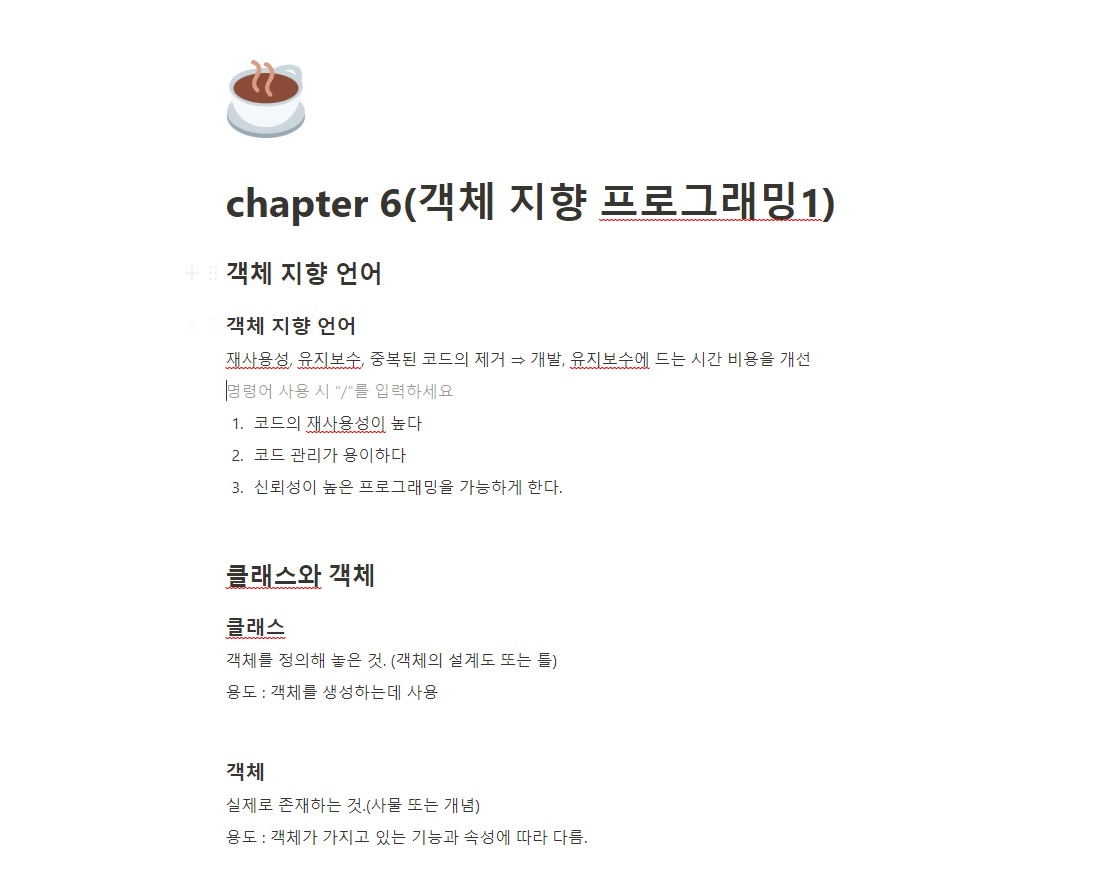 chapter 6(객체 지향 프로그래밍1)
객체 지향 언어
객체 지향 언어
재사용성, 유지보수, 중복된 코드의 제거 ⇒ 개발, 유지보수에 드는 시간 비용을 개선
명령어 사용 시 "/"를 입력하세요
1. 코드의 재사용성이 높다
2. 코드 관리가 용이하다
3. 신뢰성이 높은 프로그래밍을 가능하게 한다.
클래스와 객체
클래스
객체를 정의해 놓은 것. (객체의 설계도 또는 틀)
용도 : 객체를 생성하는데 사용
객체
실제로 존재하는 것.(사물 또는 개념)
용도 : 객체가 가지고 있는 기능과 속성에 따라 다름.